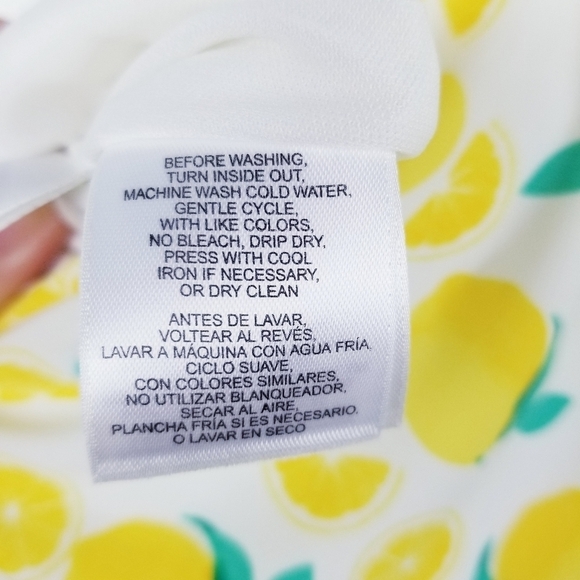 BEFORE WASHING,
TURN INSIDE OUT,
MACHINE WASH COLD WATER,
GENTLE CYCLE,
WITH LIKE COLORS,
NO BLEACH, DRIP DRY,
PRESS WITH COOL
IRON IF NECESSARY,
OR DRY CLEAN
ANTES DE LAVAR,
VOLTEAR AL REVÉS,
LAVAR A MÁQUINA CON AGUA FRÍA
CICLO SUAVE,
CON COLORES SIMILARES,
NO UTILIZAR BLANQUEADOR,
SECAR AL AIRE,
PLANCHA FRÍA SI ES NECESARIO,
O LAVAR EN SECO